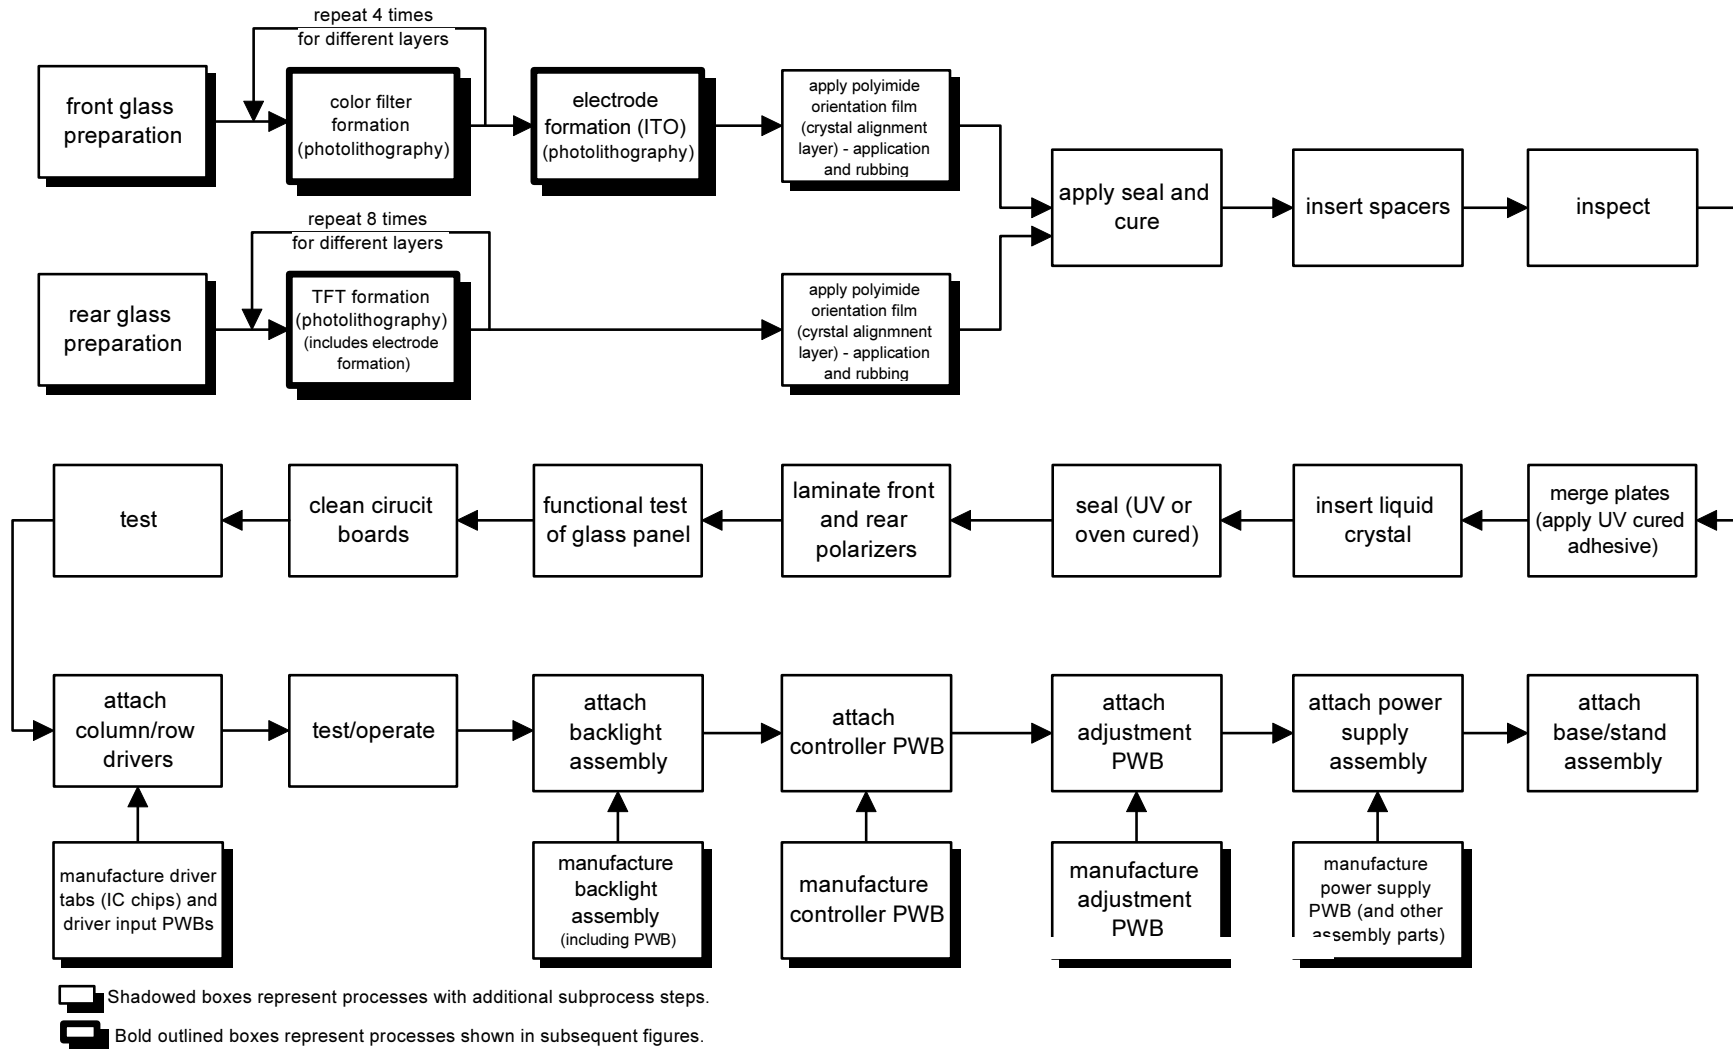 repeat 4 times
for different layers
front glass
preparation
color filter
formation
(photolithography)
electrode
formation (ITO)
(photolithography)
apply polyimide
orientation film
(crystal alignment
layer) - application
and rubbing
apply seal and
cure
insert spacers
inspect
repeat 8 times
for different layers
rear glass
preparation
TFT formation
(photolithography)
(includes electrode
formation)
apply polyimide
orientation film
(cyrstal alignmnent
layer) - application
and rubbing
test
clean cirucit
boards
functional test
of glass panel
laminate front
and rear
polarizers
seal (UV or
oven cured)
insert liquid
crystal
merge plates
(apply UV cured
adhesive)
attach
column/row
drivers
test/operate
attach
backlight
assembly
attach
controller PWB
attach
adjustment
PWB
attach power
supply
assembly
attach
base/stand
assembly
manufacture driver
tabs (IC chips) and
driver input PWBs
manufacture
backlight
assembly
(including PWB)
manufacture
controller PWB
manufacture
adjustment
PWB
manufacture
power supply
PWB (and other
assembly parts)
Shadowed boxes represent processes with additional subprocess steps.
Bold outlined boxes represent processes shown in subsequent figures.